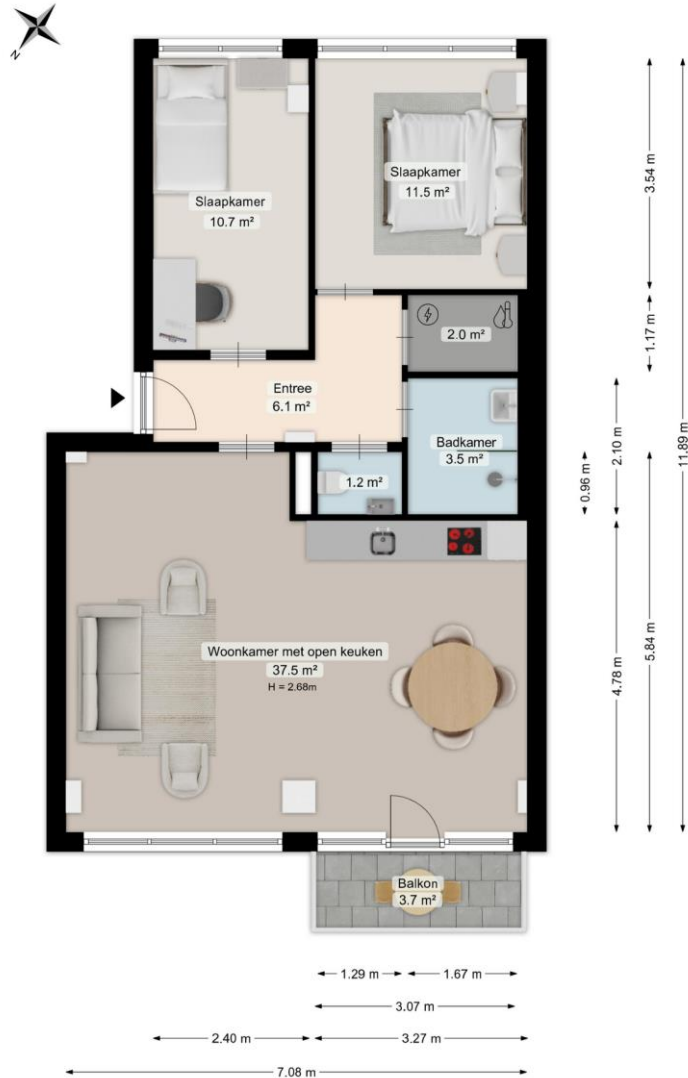 N
Slaapkamer
10.7 m²
Slaapkamer
11.5 m²
2.0 m²
Entree
6.1 m²
Badkamer
3.5 m²
1.2 m²
Woonkamer met open keuken
37.5 m²
H = 2.68m
Balkon
3.7 m²
3.54 m
1.17 m
2.10 m
0.96 m
11.89 m
5.84 m
4.78 m
1.29 m
1.67 m
3.07 m
2.40 m
3.27 m
7.08 m